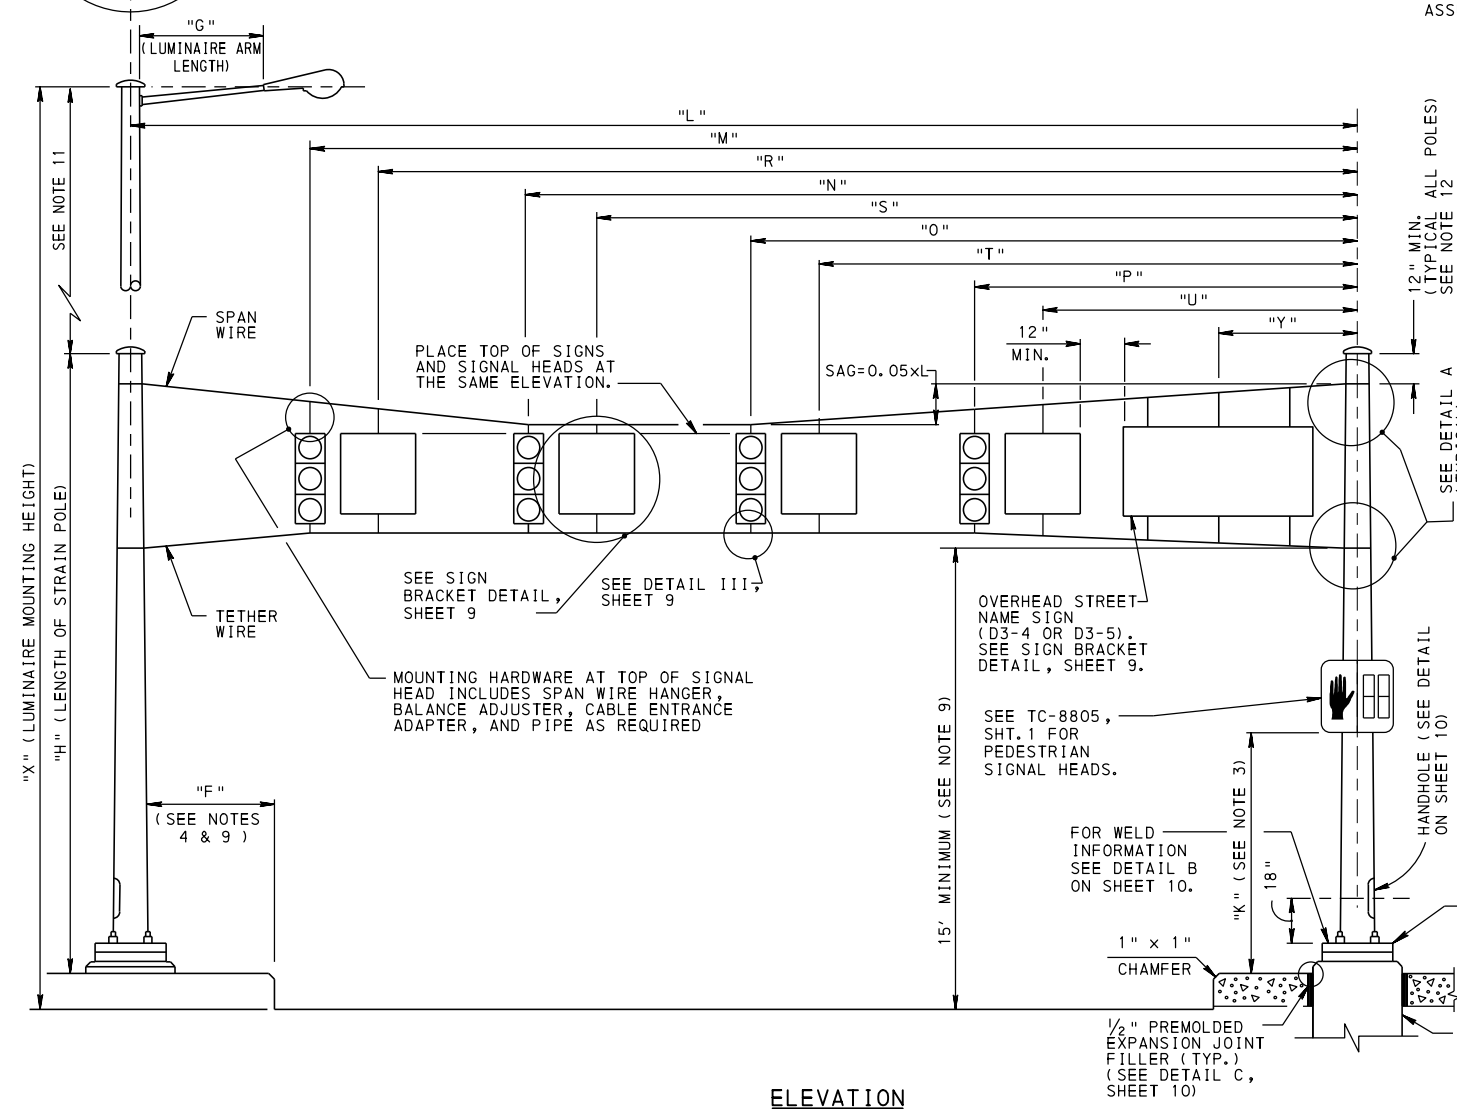 ASS
"G"
(LUMINAIRE ARM
LENGTH)
"L"
"M"
"R"
"N"
"S"
"O"
"T"
"P"
"U"
"Y"
12" MIN.
(TYPICAL ALL POLES)
SEE NOTE 12
SEE NOTE 11
SPAN
WIRE
PLACE TOP OF SIGNS
AND SIGNAL HEADS AT
THE SAME ELEVATION.
12"
MIN.
SAG=0.05xL
SEE DETAIL A
"X" (LUMINAIRE MOUNTING HEIGHT)
"H" (LENGTH OF STRAIN POLE)
TETHER
WIRE
SEE SIGN
BRACKET DETAIL,
SHEET 9
SEE DETAIL III,
SHEET 9
OVERHEAD STREET
NAME SIGN
(D3-4 OR D3-5).
SEE SIGN BRACKET
DETAIL, SHEET 9.
MOUNTING HARDWARE AT TOP OF SIGNAL
HEAD INCLUDES SPAN WIRE HANGER,
BALANCE ADJUSTER, CABLE ENTRANCE
ADAPTER, AND PIPE AS REQUIRED
SEE TC-8805,
SHT.1 FOR
PEDESTRIAN
SIGNAL HEADS.
HANDHOLE (SEE DETAIL
ON SHEET 10)
"F"
(SEE NOTES
4 & 9 )
15' MINIMUM (SEE NOTE 9)
"K" (SEE NOTE 3)
18"
FOR WELD
INFORMATION
SEE DETAIL B
ON SHEET 10.
1" x 1"
CHAMFER
1/2" PREMOLDED
EXPANSION JOINT
FILLER (TYP.)
(SEE DETAIL C,
SHEET 10)
ELEVATION